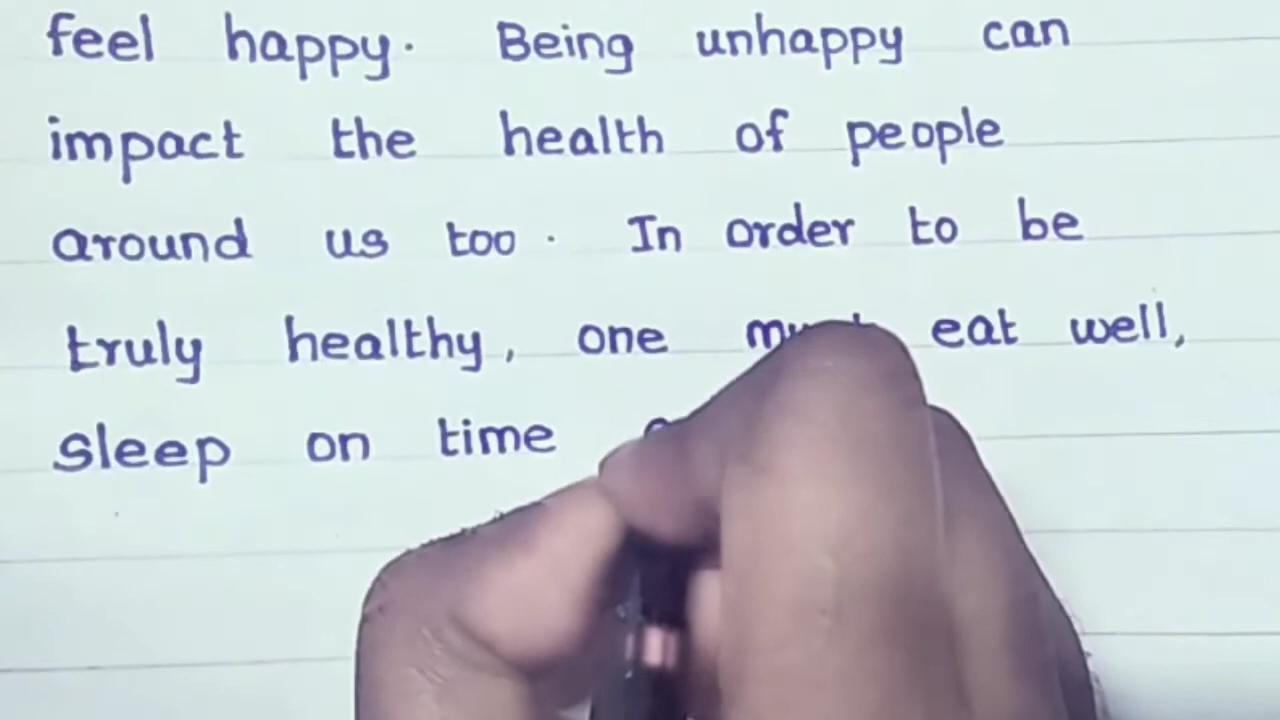 feel happy. Being unhappy can
impact the health of people
around us too. In order to be
truly healthy, one must eat well,
sleep on time